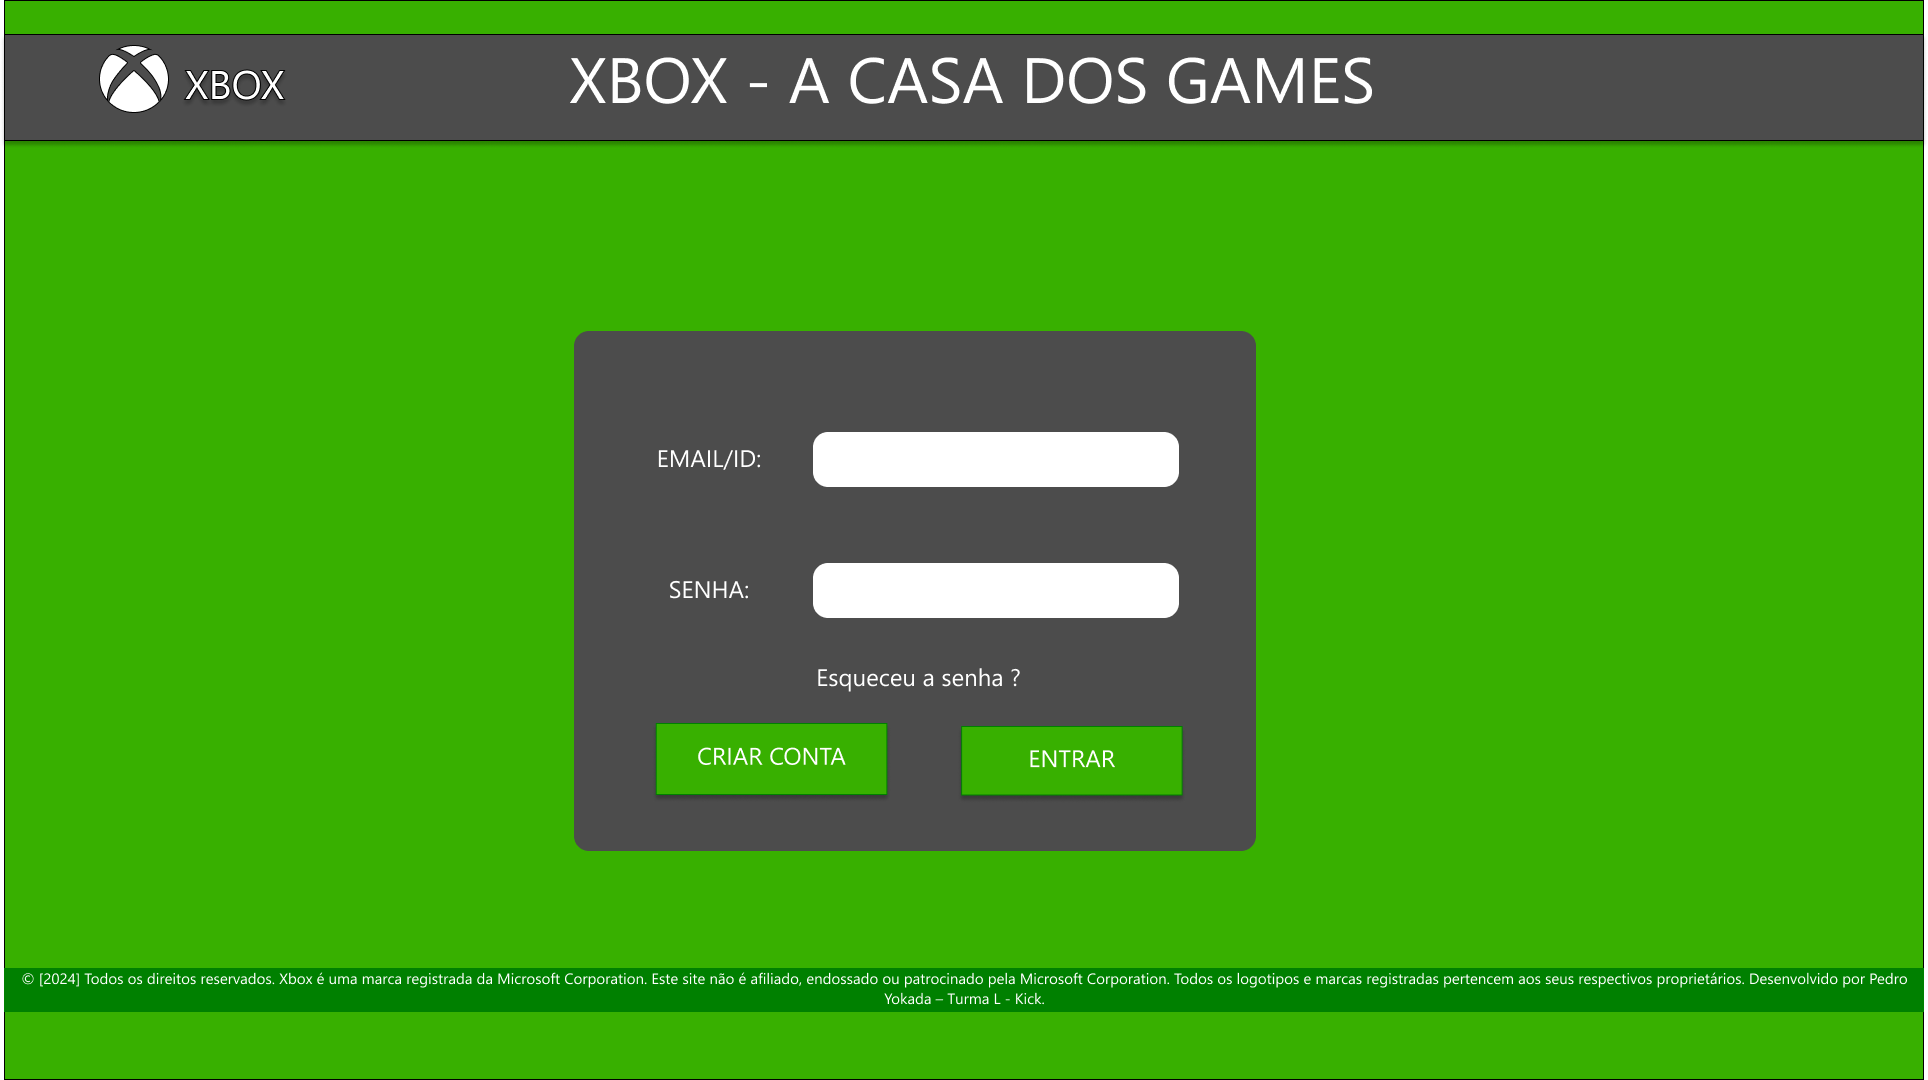 XBOX
XBOX - A CASA DOS GAMES
EMAIL/ID:
SENHA:
Esqueceu a senha ?
CRIAR CONTA
ENTRAR
© [2024] Todos os direitos reservados. Xbox é uma marca registrada da Microsoft Corporation. Este site não é afiliado, endossado ou patrocinado pela Microsoft Corporation. Todos os logotipos e marcas registradas pertencem aos seus respectivos proprietários. Desenvolvido por Pedro
Yokada – Turma L - Kick.